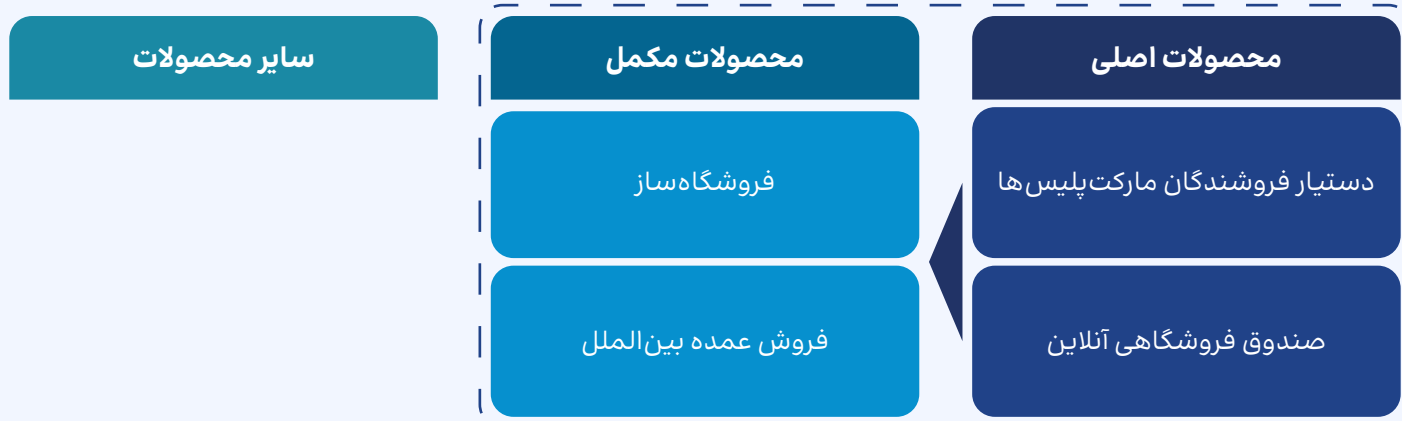 محصولات اصلی
محصولات مکمل
سایر محصولات
دستیار فروشندگان مارکت‌پلیس‌ها
فروشگاه‌ساز
صندوق فروشگاهی آنلاین
فروش عمده بین‌الملل